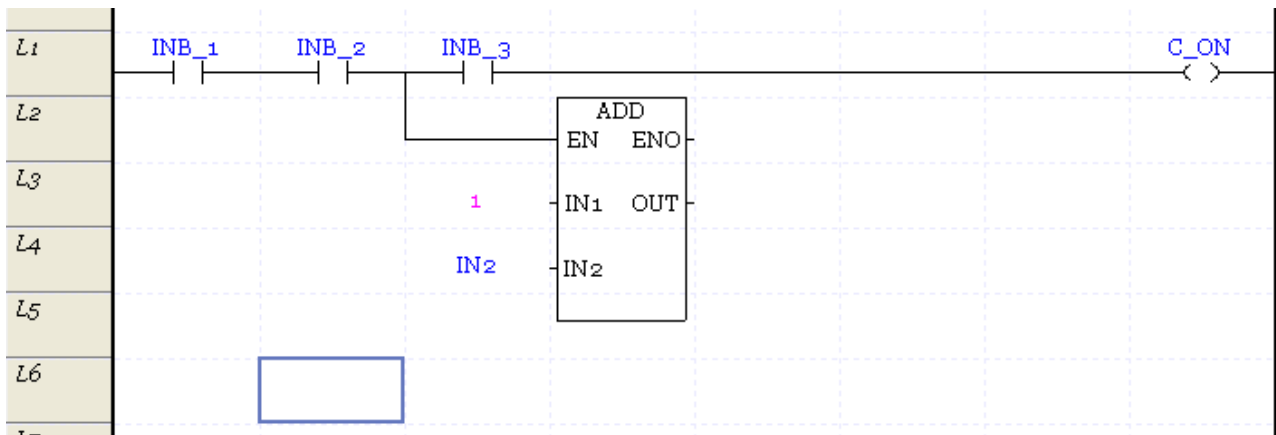 L1 INB_1 INB_2 INB_3 C_ON
L2 ADD
EN ENO
L3 1 IN1 OUT
L4 IN2 IN2
L5
L6